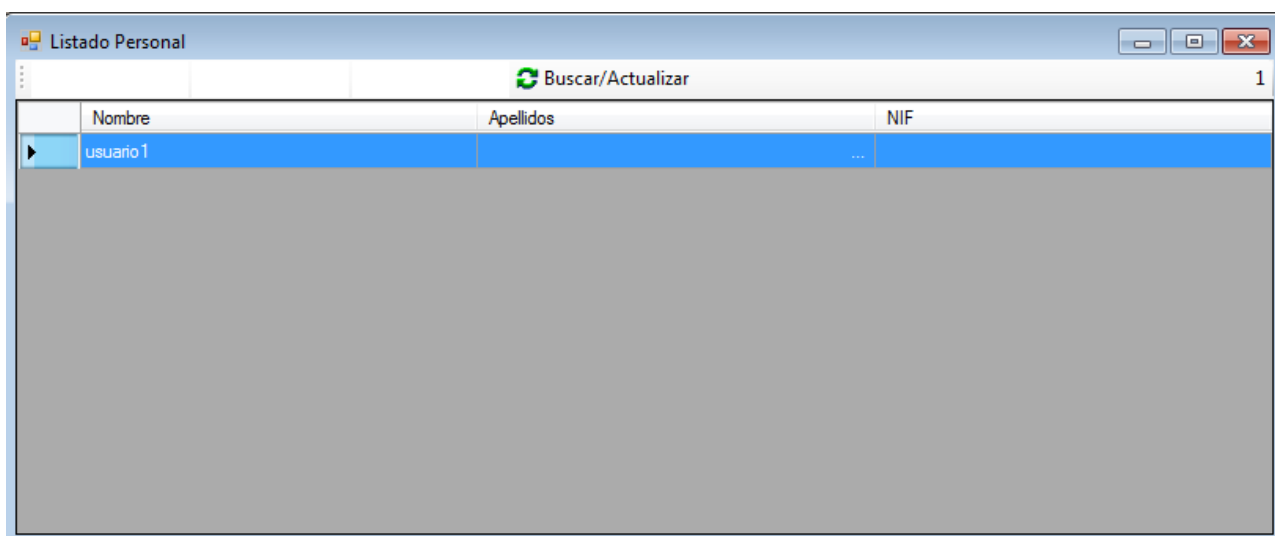 Listado Personal
Buscar/Actualizar 1
Nombre Apellidos NIF
usuario1 ...